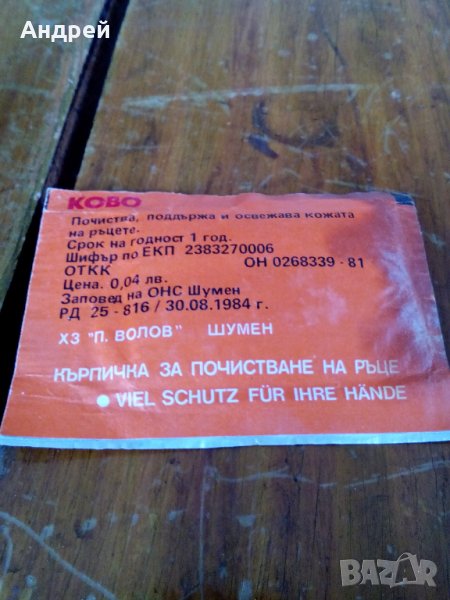 Андрей
КОВО
Почиства, поддържа и освежава кожата
на ръцете.
Срок на годност 1 год.
Шифър по ЕКП 2383270006
ОТКК ОН 0268339 - 81
Цена. 0,04 лв.
Заповед на ОНС Шумен
РД 25 - 816 / 30.08.1984 г.
ХЗ "П. ВОЛОВ" ШУМЕН
КЪРПИЧКА ЗА ПОЧИСТВАНЕ НА РЪЦЕ
● VIEL SCHUTZ FÜR IHRE HÄNDE
BAZAR